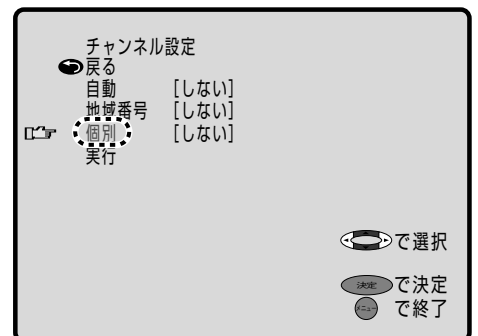 チャンネル設定
戻る
自動 [しない]
地域番号 [しない]
個別 [しない]
実行
で選択
決定 で決定
メニュー で終了